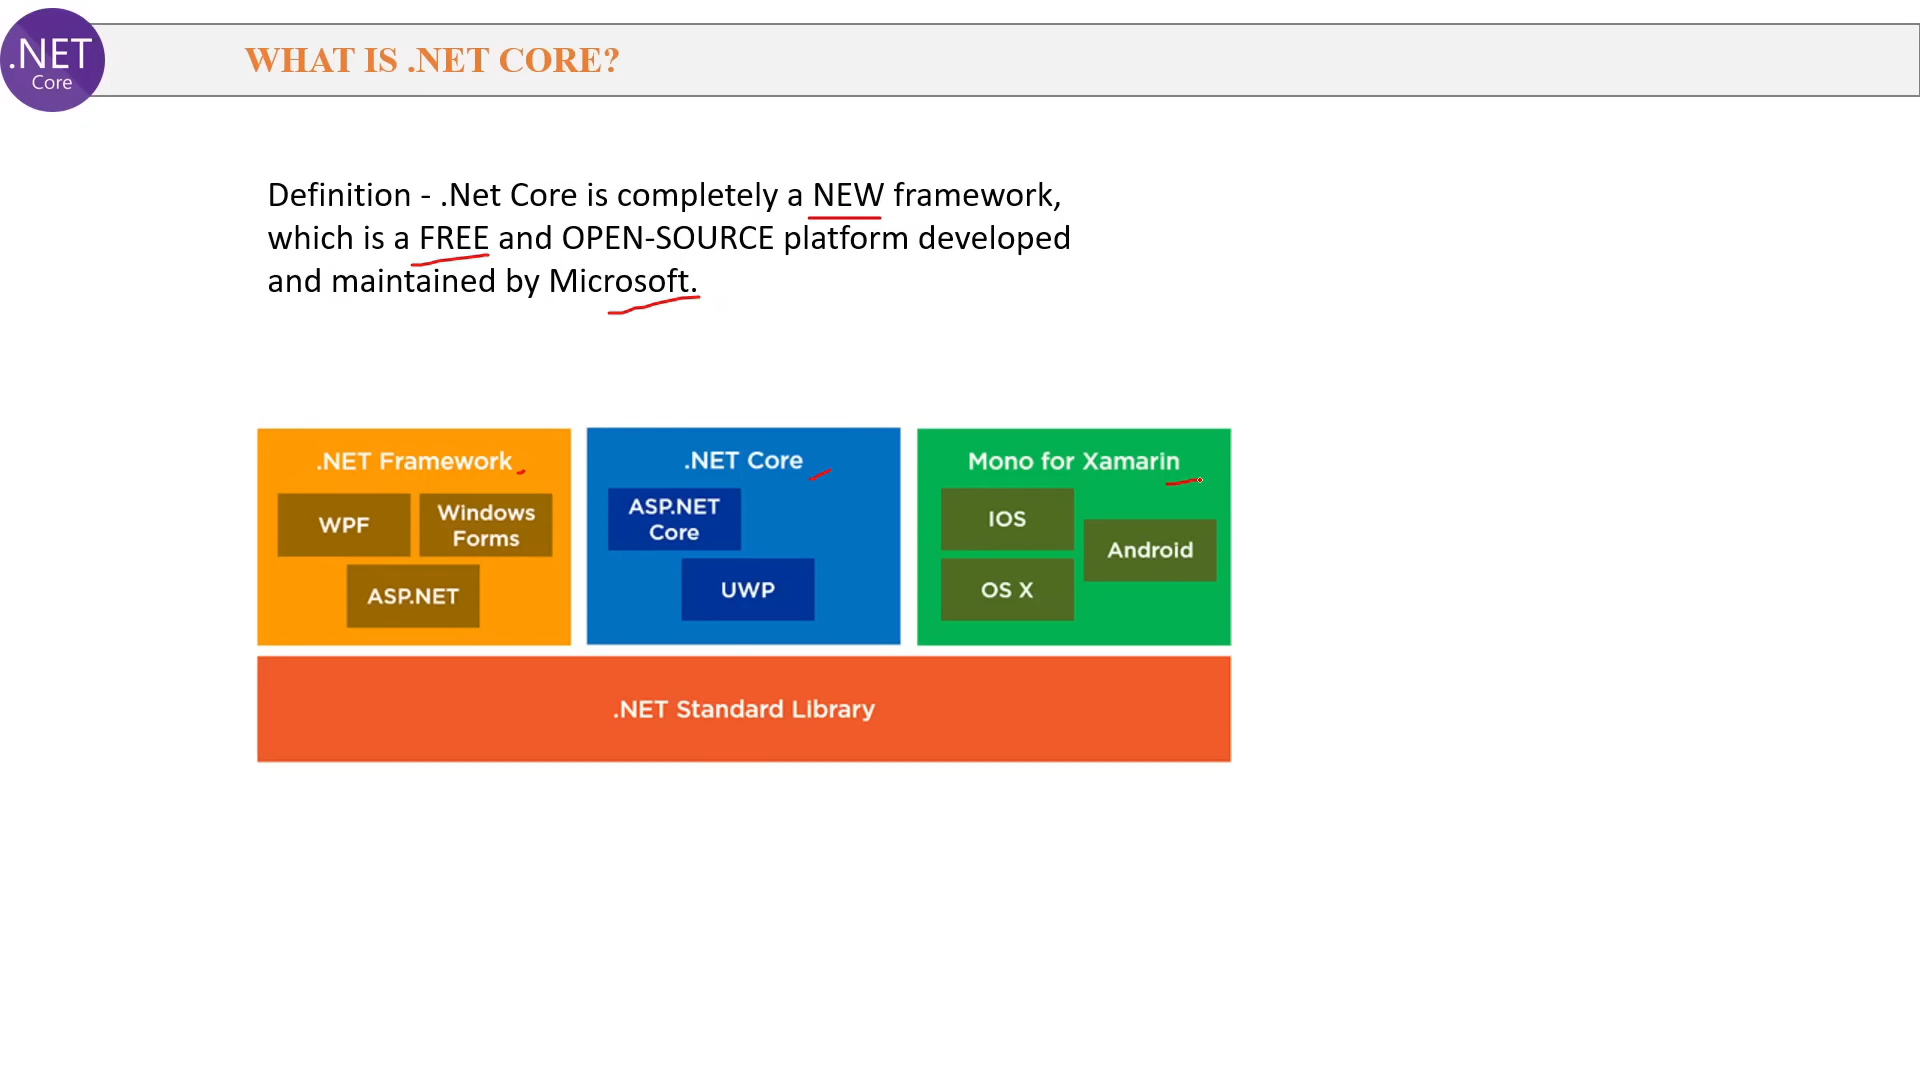 .NET
Core
WHAT IS .NET CORE?
Definition - .Net Core is completely a NEW framework,
which is a FREE and OPEN-SOURCE platform developed
and maintained by Microsoft.
.NET Framework
WPF
Windows
Forms
ASP.NET
.NET Core
ASP.NET
Core
UWP
Mono for Xamarin
IOS
Android
OS X
.NET Standard Library